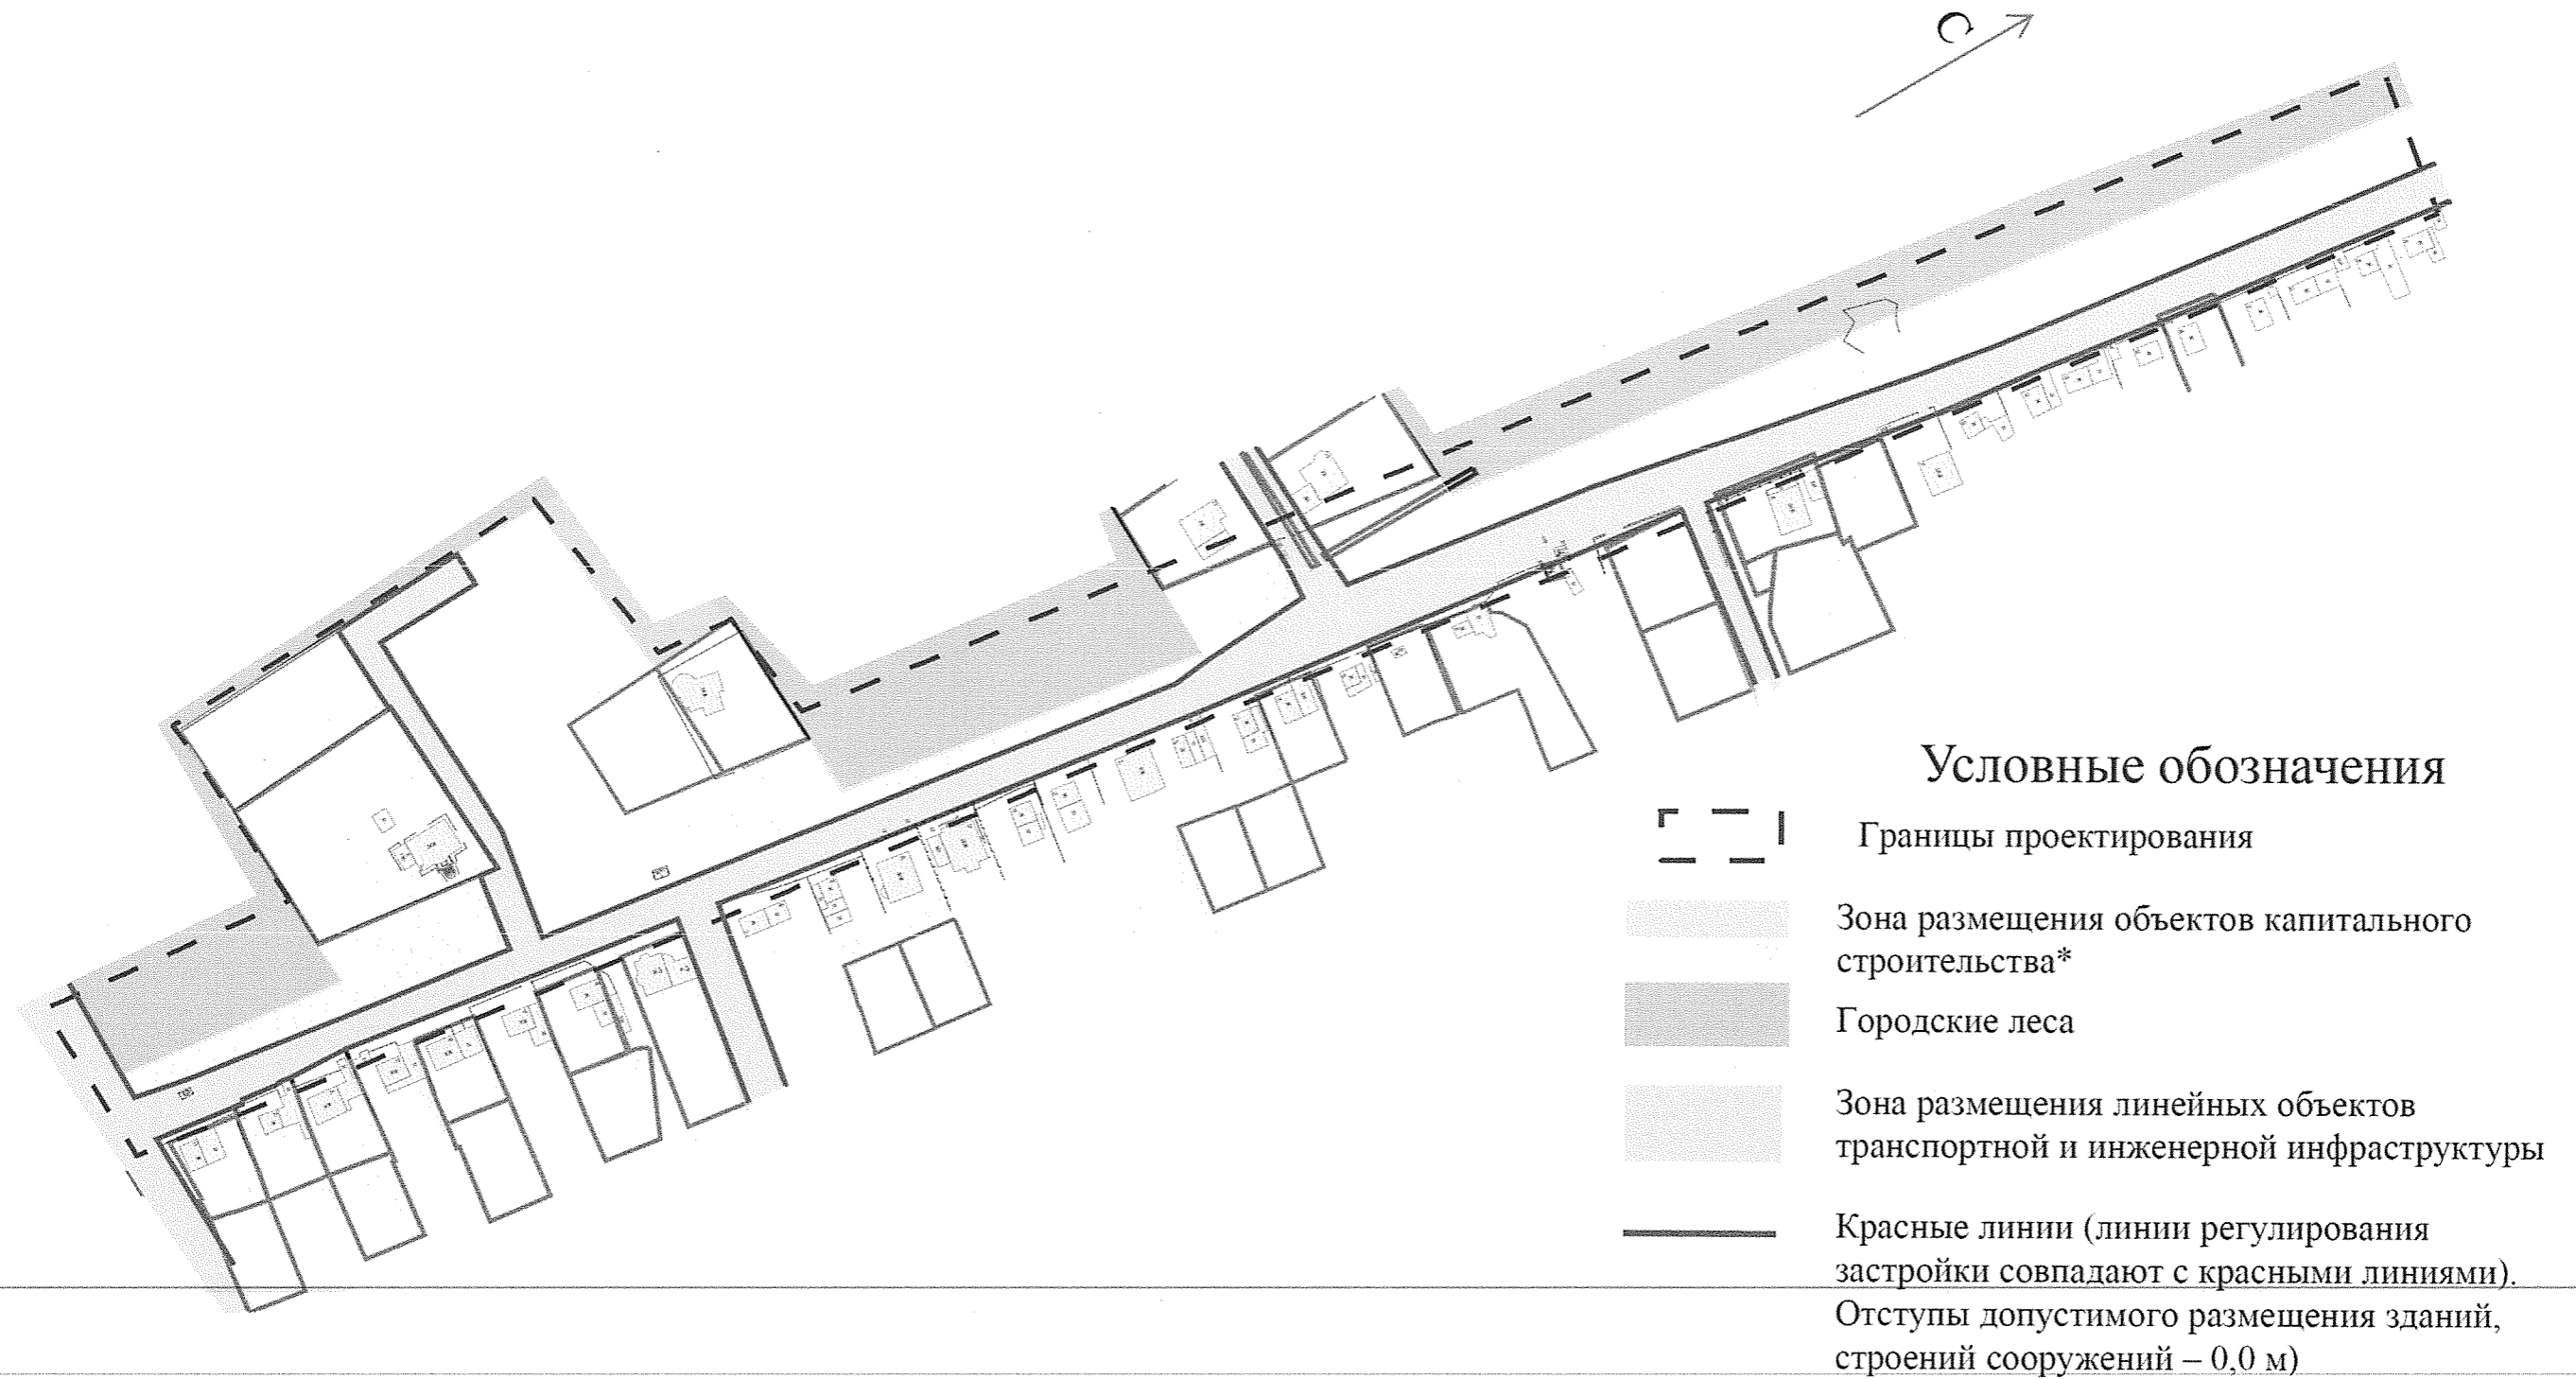 С
Условные обозначения
Границы проектирования
Зона размещения объектов капитального
строительства*
Городские леса
Зона размещения линейных объектов
транспортной и инженерной инфраструктуры
Красные линии (линии регулирования
застройки совпадают с красными линиями).
Отступы допустимого размещения зданий,
строений сооружений – 0,0 м)